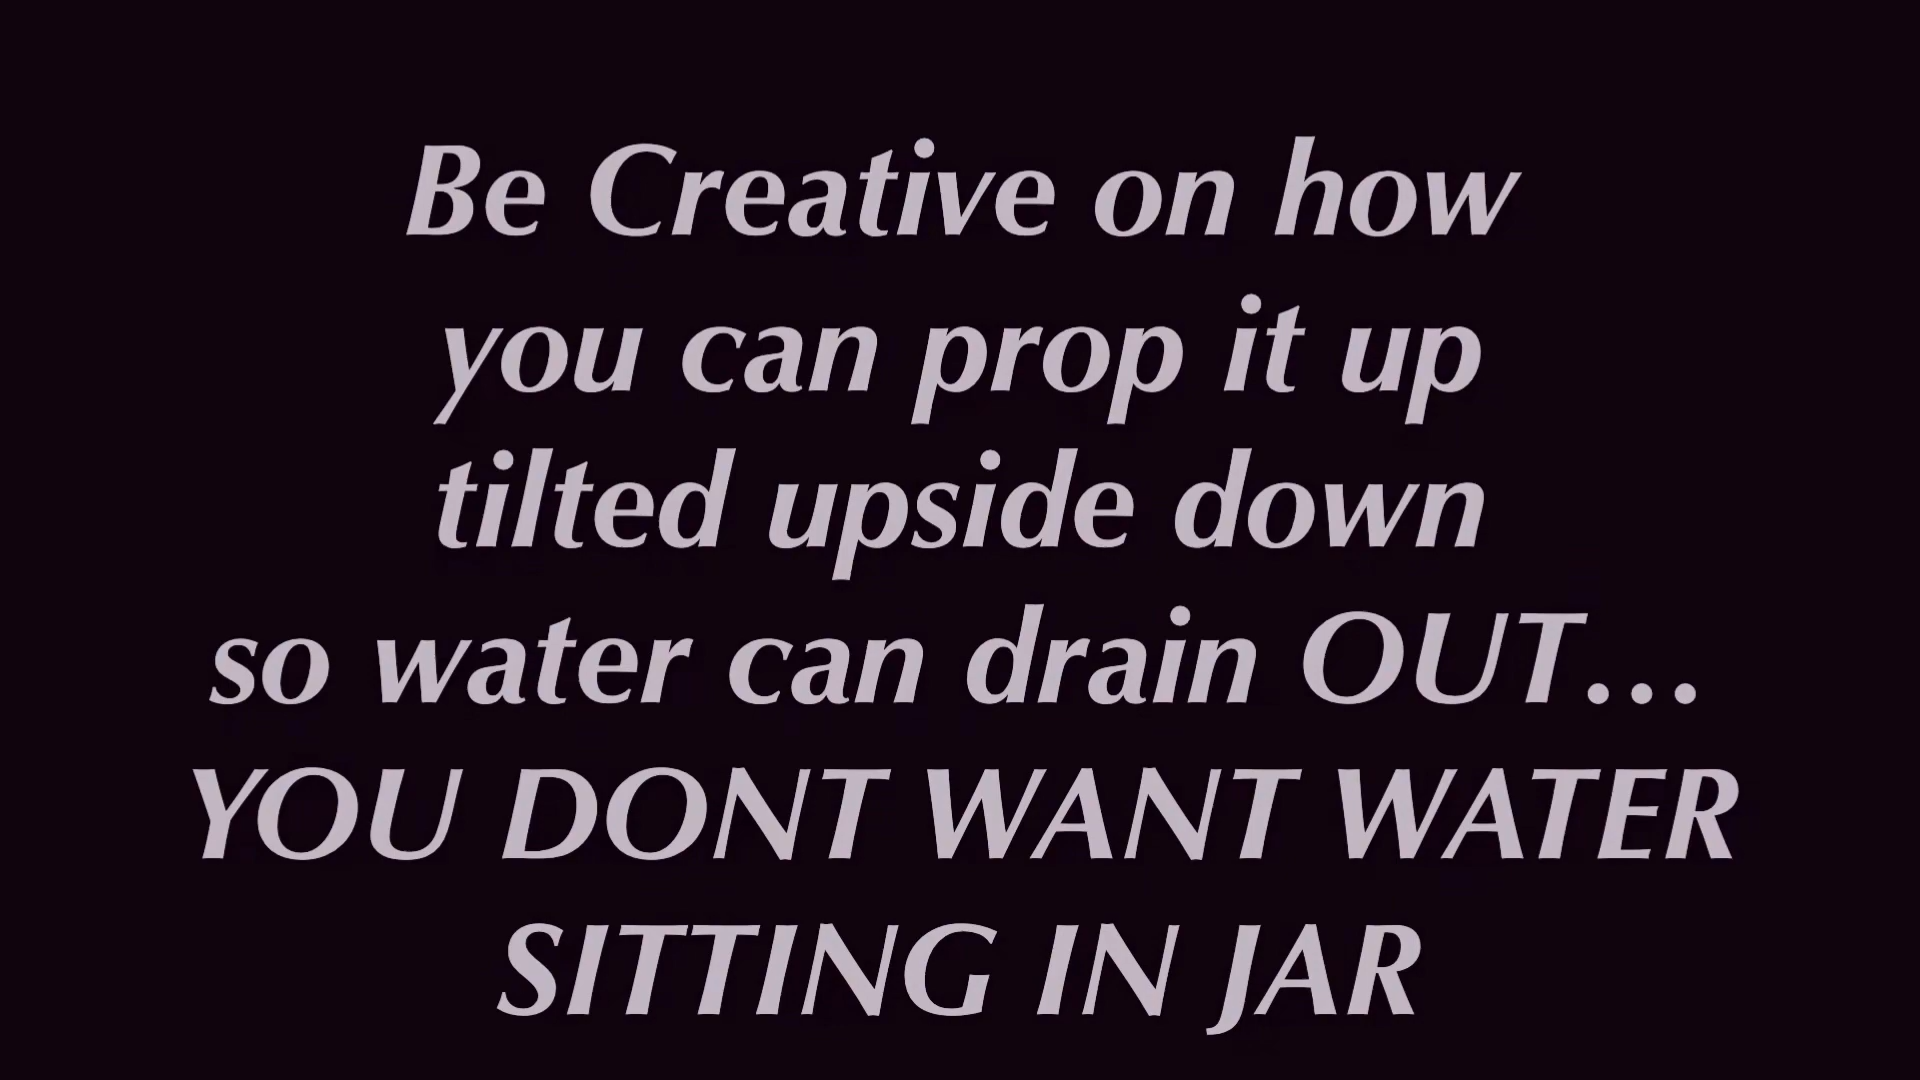 Be Creative on how
you can prop it up
tilted upside down
so water can drain OUT...
YOU DONT WANT WATER
SITTING IN JAR